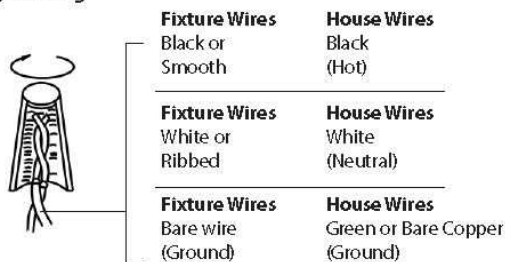 Fixture Wires House Wires
Black or Black
Smooth (Hot)
Fixture Wires House Wires
White or White
Ribbed (Neutral)
Fixture Wires House Wires
Bare wire Green or Bare Copper
(Ground) (Ground)